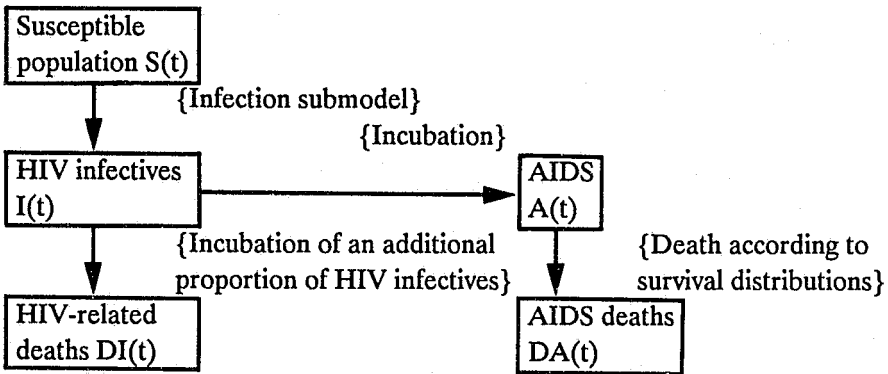 Susceptible
population S(t)
{Infection submodel}
{Incubation}
HIV infectives
I(t)
AIDS
A(t)
{Incubation of an additional
proportion of HIV infectives}
{Death according to
survival distributions}
HIV-related
deaths DI(t)
AIDS deaths
DA(t)